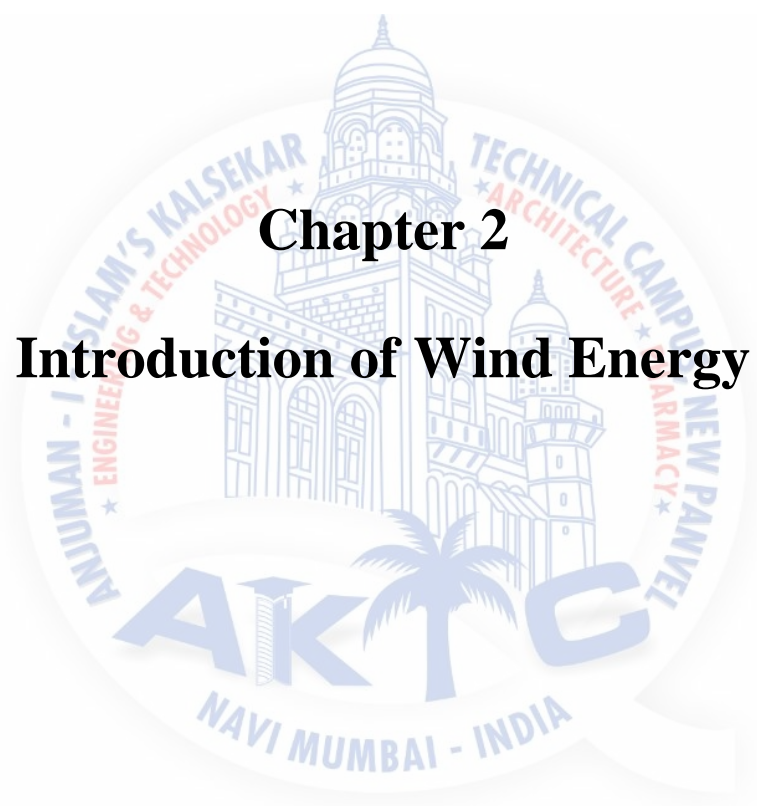 Chapter 2
Introduction of Wind Energy
ANJUMAN - I - ISLAM'S KALSEKAR TECHNICAL CAMPUS, NEW PANVEL
★ ENGINEERING & TECHNOLOGY ★ ★ ARCHITECTURE ★ PHARMACY ★
AKTC
NAVI MUMBAI - INDIA